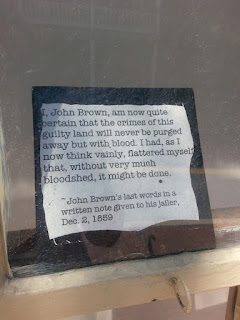 I, John Brown, am now quite
certain that the crimes of this
guilty land will never be purged
away but with blood. I had, as I
now think vainly, flattered myself
that, without very much
bloodshed, it might be done.
~John Brown's last words in a
written note given to his jailer,
Dec. 2, 1859